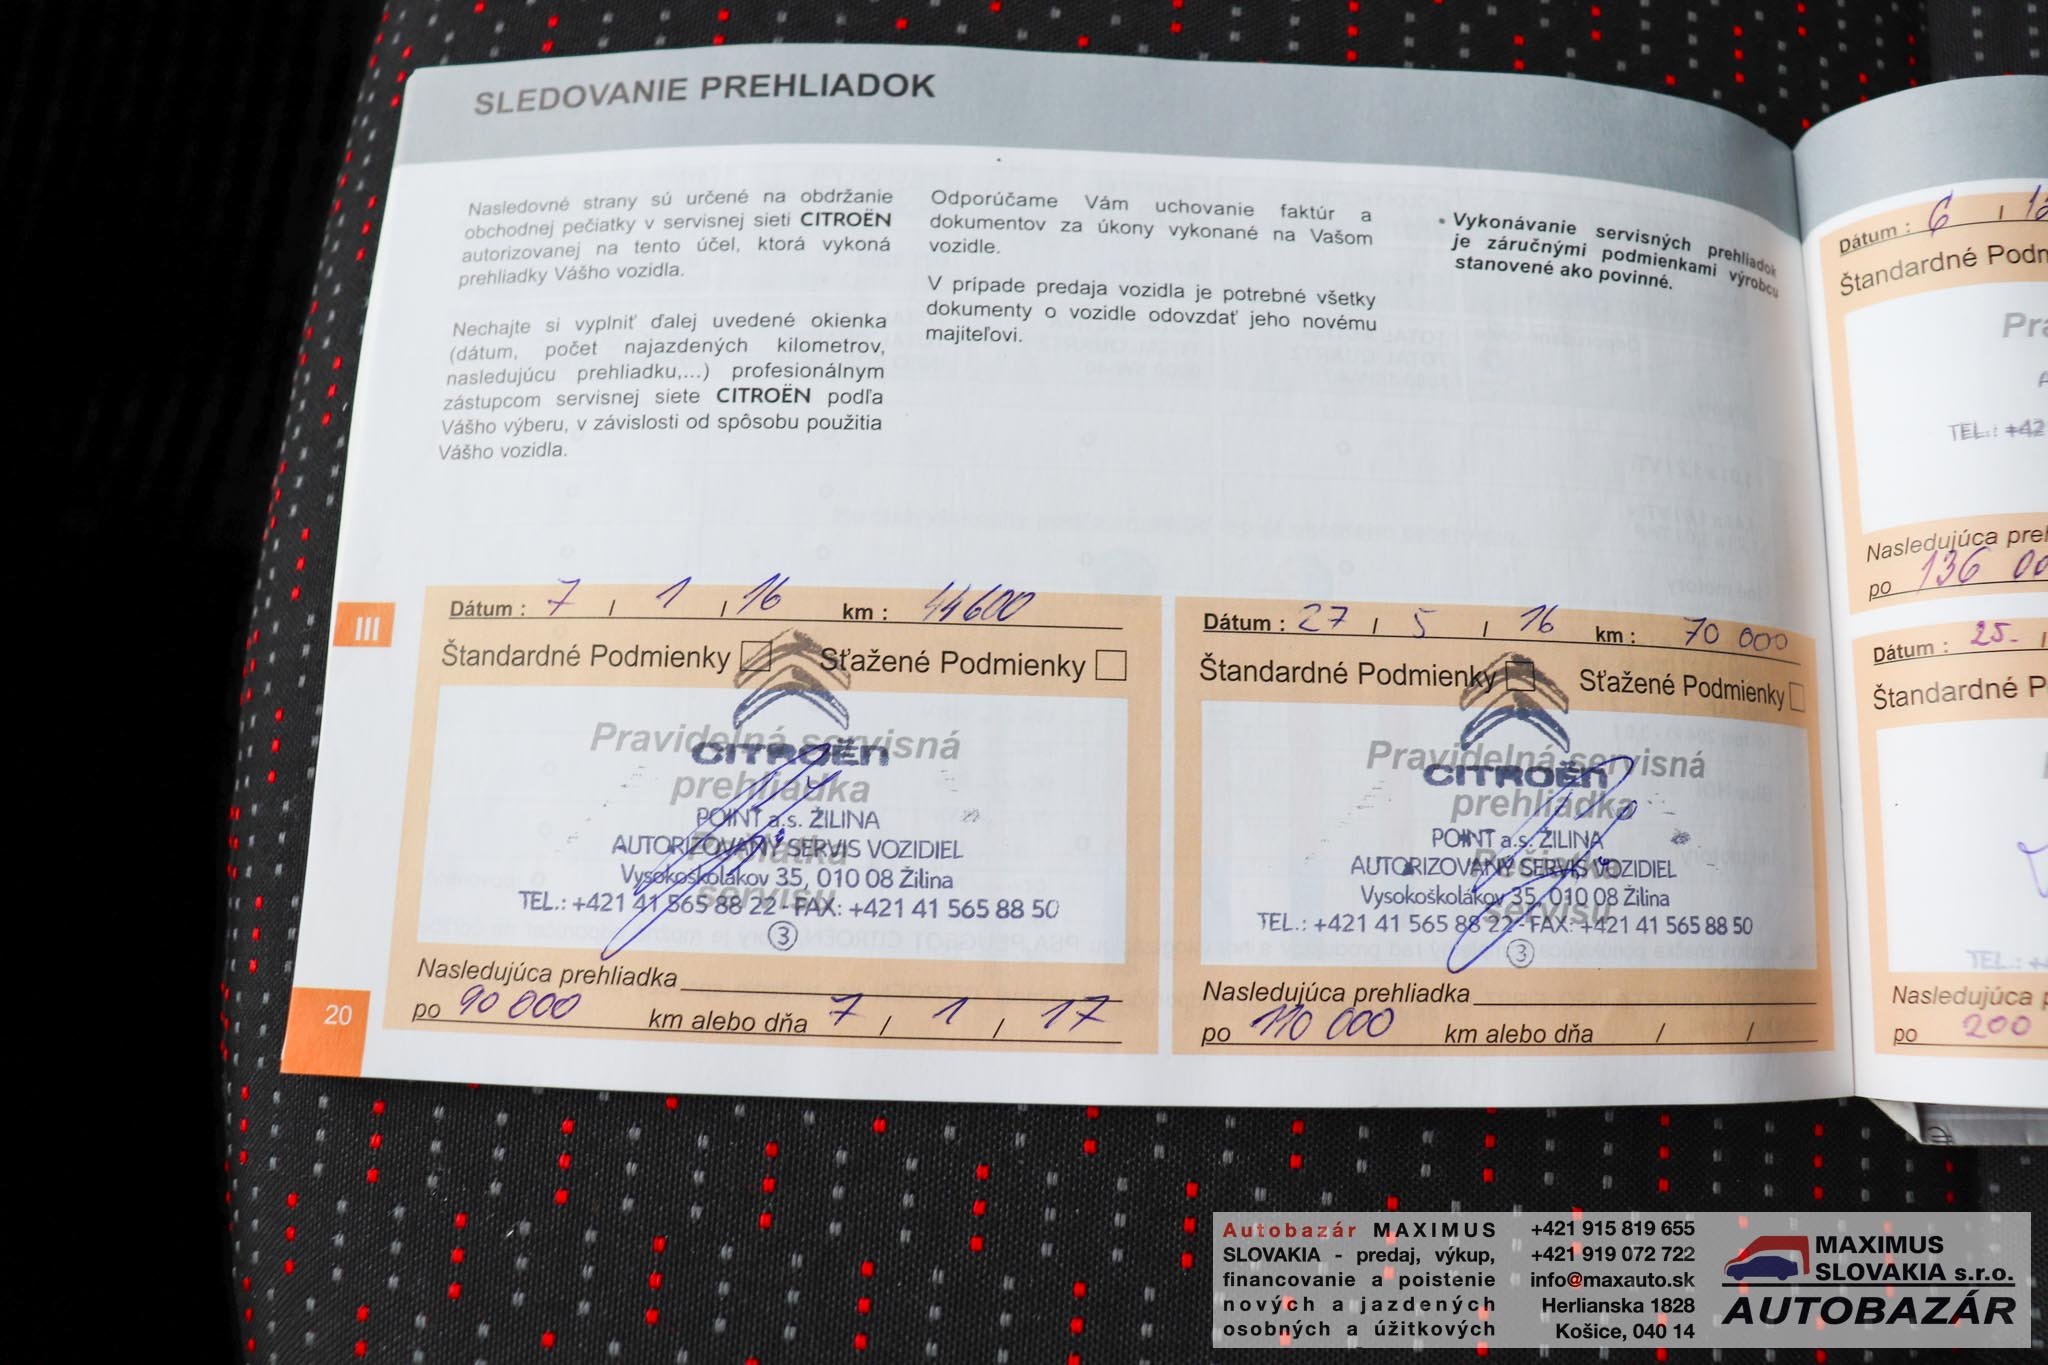 SLEDOVANIE PREHLIADOK
Nasledovné strany sú určené na obdržanie
obchodnej pečiatky v servisnej sieti CITROËN
autorizovanej na tento účel, ktorá vykoná
prehliadky Vášho vozidla.
Nechajte si vyplniť ďalej uvedené okienka
(dátum, počet najazdených kilometrov,
nasledujúcu prehliadku,...) profesionálnym
zástupcom servisnej siete CITROËN podľa
Vášho výberu, v závislosti od spôsobu použitia
Vášho vozidla.
Odporúčame Vám uchovanie faktúr a
dokumentov za úkony vykonané na Vašom
vozidle.
V prípade predaja vozidla je potrebné všetky
dokumenty o vozidle odovzdať jeho novému
majiteľovi.
• Vykonávanie servisných prehliadok
je záručnými podmienkami výrobcu
stanovené ako povinné.
III
Dátum : 7 / 1 / 16 km : 44600
Štandardné Podmienky Sťažené Podmienky
Pravidelná servisná
prehliadka
Pečiatka
servisu
CITROËN
POINT a.s. ŽILINA
AUTORIZOVANÝ SERVIS VOZIDIEL
Vysokoškolákov 35, 010 08 Žilina
TEL.: +421 41 565 88 22 - FAX: +421 41 565 88 50
3
Nasledujúca prehliadka
po 90 000 km alebo dňa 7 / 1 / 17
20
Dátum : 27 / 5 / 16 km : 70 000
Štandardné Podmienky Sťažené Podmienky
Pravidelná servisná
prehliadka
Pečiatka
servisu
CITROËN
POINT a.s. ŽILINA
AUTORIZOVANÝ SERVIS VOZIDIEL
Vysokoškolákov 35, 010 08 Žilina
TEL.: +421 41 565 88 22 - FAX: +421 41 565 88 50
3
Nasledujúca prehliadka
po 110 000 km alebo dňa / /
Dátum : 6 /
Štandardné
TEL.: +42
Nasledujúca
po 136
Dátum : 25. /
Štandardné
TEL.:
Nasledujúca
po 200
Autobazár MAXIMUS
SLOVAKIA - predaj, výkup,
financovanie a poistenie
nových a jazdených
osobných a úžitkových
+421 915 819 655
+421 919 072 722
info@maxauto.sk
Herlianska 1828
Košice, 040 14
MAXIMUS
SLOVAKIA s.r.o.
AUTOBAZÁR